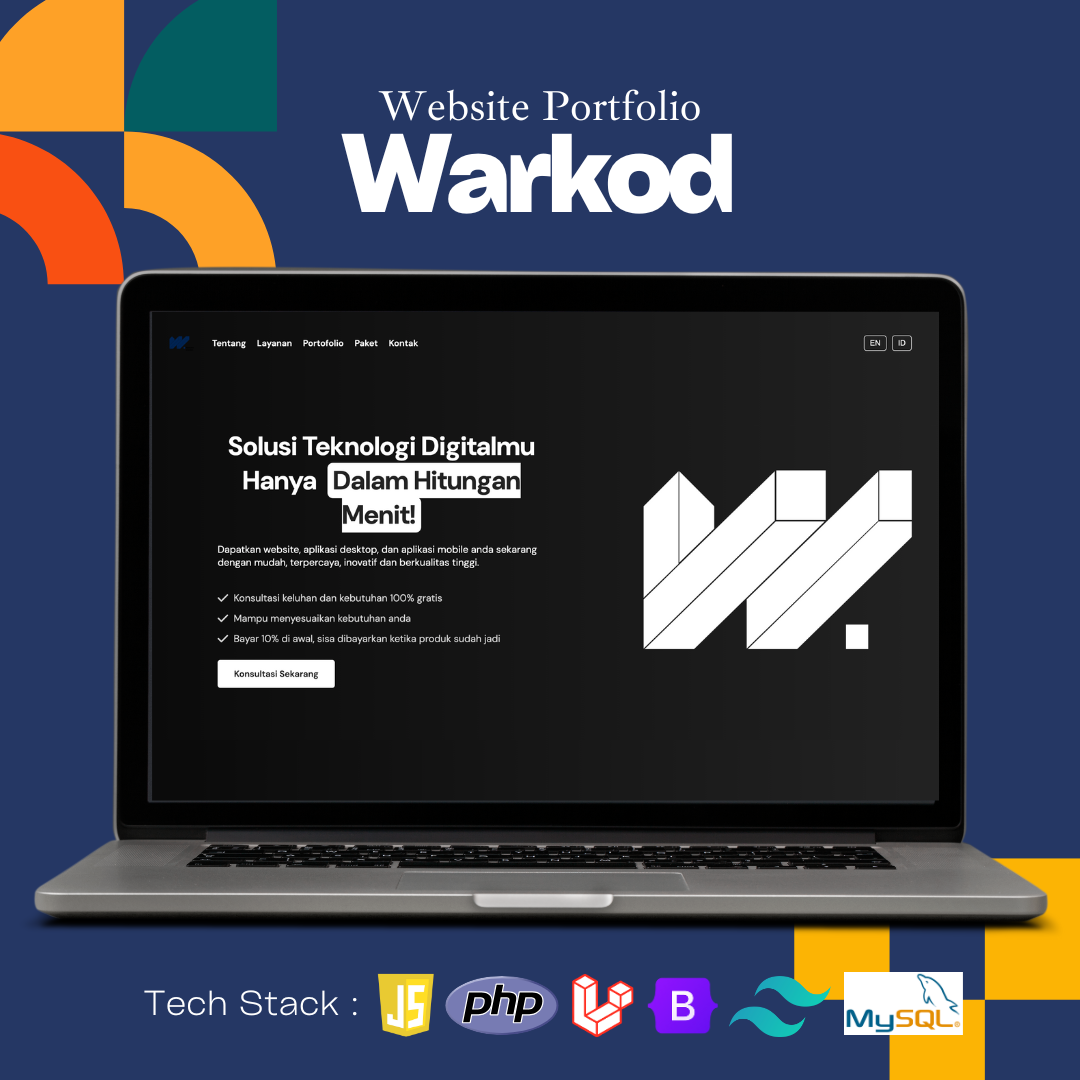 Website Portfolio
Warkod
W.
Tentang Layanan Portofolio Paket Kontak
EN ID
Solusi Teknologi Digitalmu
Hanya Dalam Hitungan
Menit!
Dapatkan website, aplikasi desktop, dan aplikasi mobile anda sekarang
dengan mudah, terpercaya, inovatif dan berkualitas tinggi.
Konsultasi keluhan dan kebutuhan 100% gratis
Mampu menyesuaikan kebutuhan anda
Bayar 10% di awal, sisa dibayarkan ketika produk sudah jadi
Konsultasi Sekarang
W.
Tech Stack :
JS
php
B
MySQL®